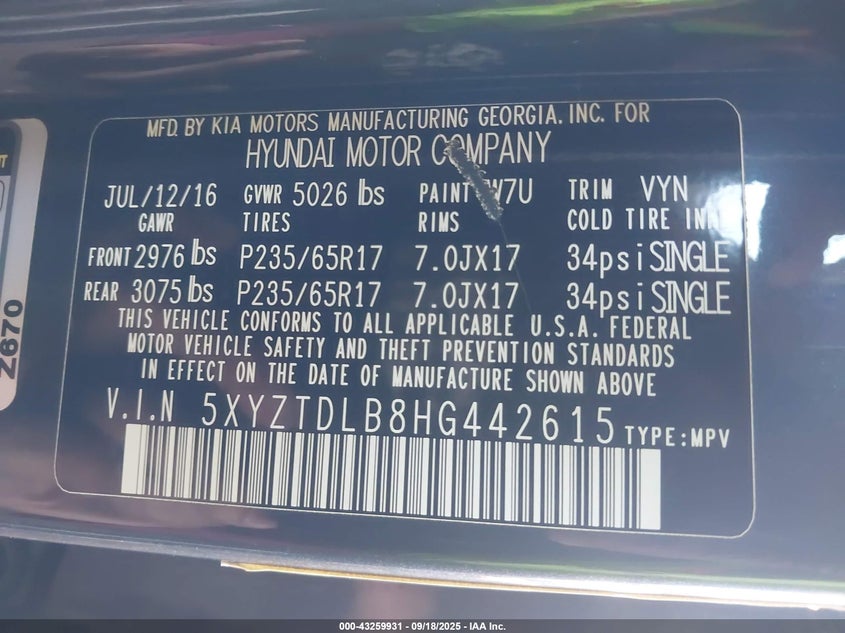 MFD. BY KIA MOTORS MANUFACTURING GEORGIA. INC. FOR
HYUNDAI MOTOR COMPANY
JUL/12/16 GVWR 5026 lbs PAINT W7U TRIM VYN
GAWR TIRES RIMS COLD TIRE INF
FRONT 2976 lbs P235/65R17 7.0JX17 34psi SINGLE
REAR 3075 lbs P235/65R17 7.0JX17 34psi SINGLE
THIS VEHICLE CONFORMS TO ALL APPLICABLE U.S.A. FEDERAL
MOTOR VEHICLE SAFETY AND THEFT PREVENTION STANDARDS
IN EFFECT ON THE DATE OF MANUFACTURE SHOWN ABOVE
V.I.N 5XYZTDLB8HG442615 TYPE:MPV
Z670
000-43259931 - 09/18/2025 - IAA Inc.